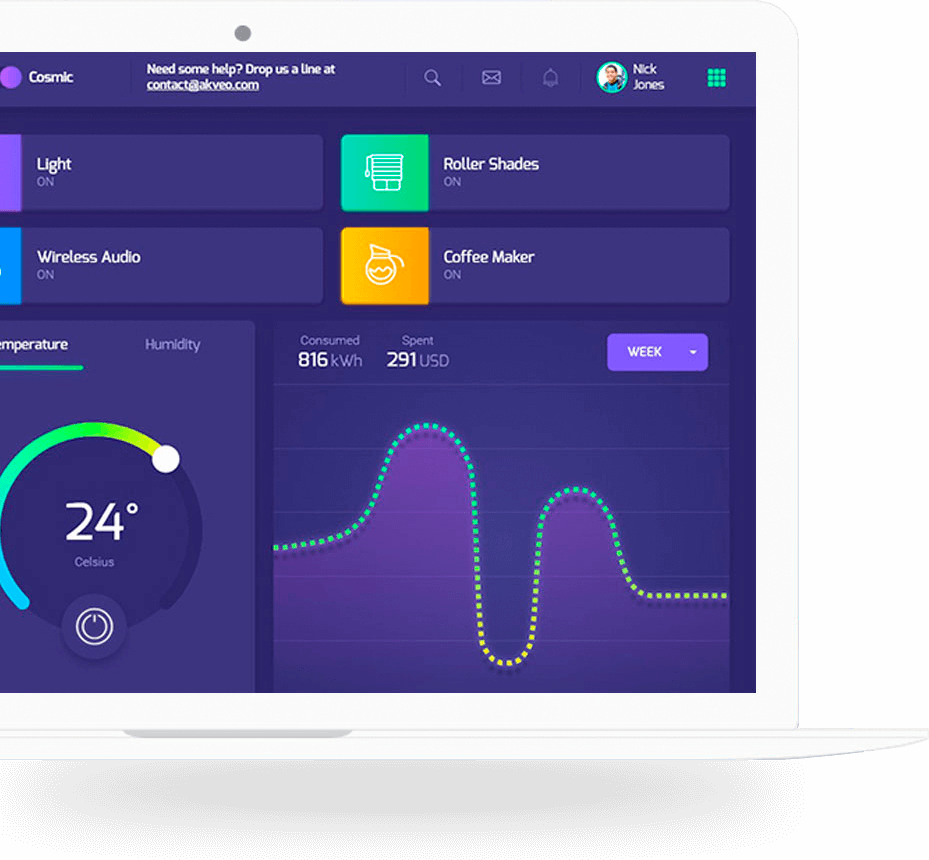 Cosmic
Need some help? Drop us a line at
contact@akveo.com
Nick
Jones
Light
ON
Roller Shades
ON
Wireless Audio
ON
Coffee Maker
ON
emperature
Humidity
Consumed
816 kWh
Spent
291 USD
WEEK
24°
Celsius